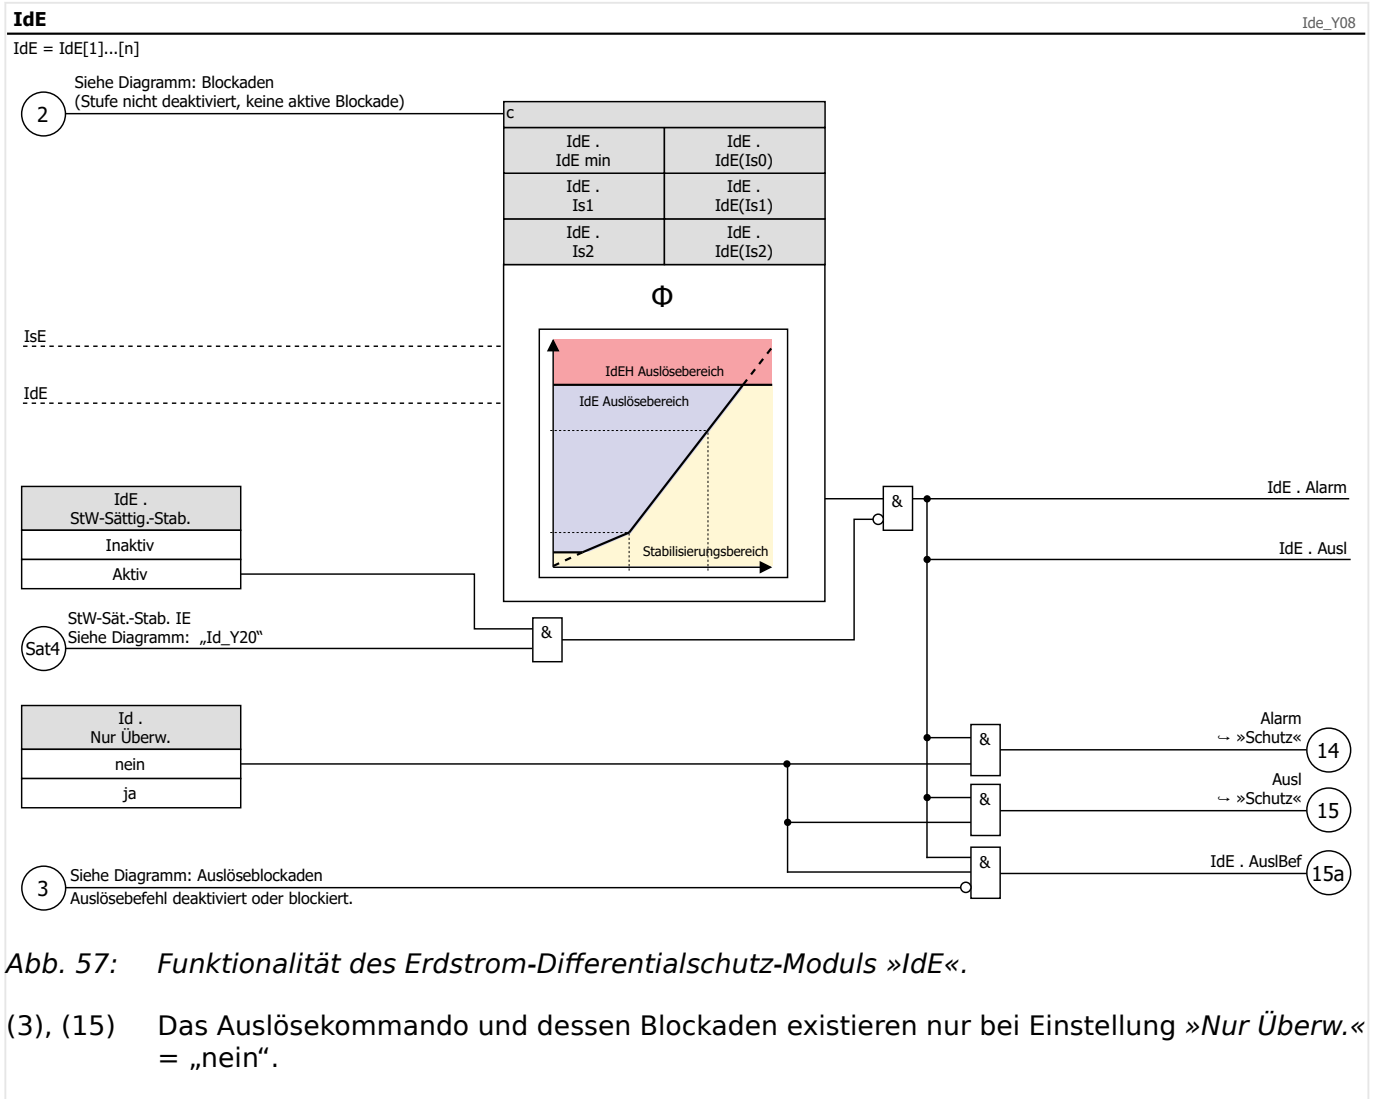 IdE
Ide_Y08
IdE = IdE[1]...[n]
Siehe Diagramm: Blockaden
(Stufe nicht deaktiviert, keine aktive Blockade)
2
c
IdE .
IdE min
IdE .
IdE(Is0)
IdE .
Is1
IdE .
IdE(Is1)
IdE .
Is2
IdE .
IdE(Is2)
Φ
IsE
IdE
IdEH Auslösebereich
IdE Auslösebereich
Stabilisierungsbereich
IdE .
StW-Sättig.-Stab.
Inaktiv
Aktiv
&
IdE . Alarm
IdE . Ausl
StW-Sät.-Stab. IE
Siehe Diagramm: „Id_Y20“
Sat4
&
Id .
Nur Überw.
nein
ja
&
Alarm
↪ »Schutz«
14
&
Ausl
↪ »Schutz«
15
&
IdE . AuslBef
15a
3
Siehe Diagramm: Auslöseblockaden
Auslösebefehl deaktiviert oder blockiert.
Abb. 57: Funktionalität des Erdstrom-Differentialschutz-Moduls »IdE«.
(3), (15) Das Auslösekommando und dessen Blockaden existieren nur bei Einstellung »Nur Überw.«
= „nein“.